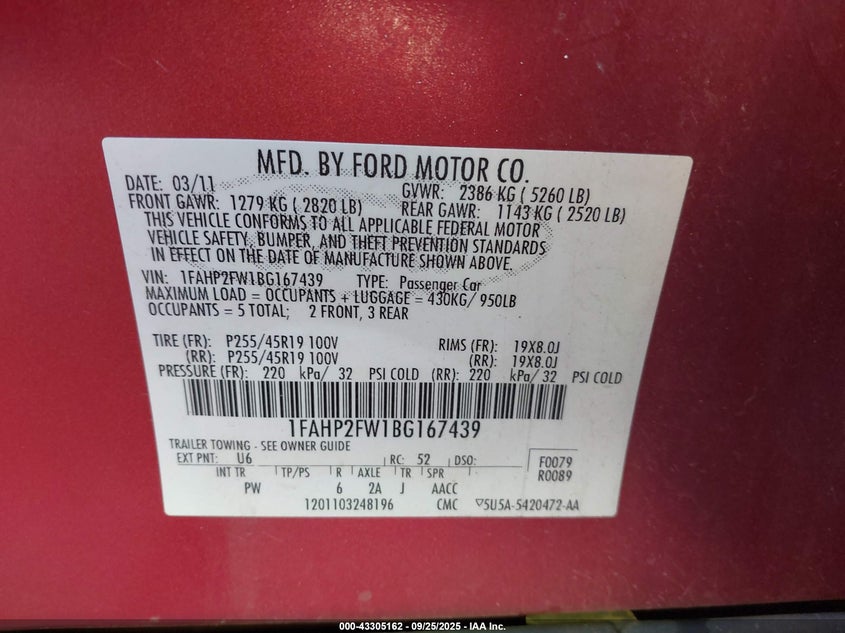 MFD. BY FORD MOTOR CO.
DATE: 03/11 GVWR: 2386 KG ( 5260 LB)
FRONT GAWR: 1279 KG ( 2820 LB) REAR GAWR: 1143 KG ( 2520 LB)
THIS VEHICLE CONFORMS TO ALL APPLICABLE FEDERAL MOTOR
VEHICLE SAFETY, BUMPER, AND THEFT PREVENTION STANDARDS
IN EFFECT ON THE DATE OF MANUFACTURE SHOWN ABOVE.
VIN: 1FAHP2FW1BG167439 TYPE: Passenger Car
MAXIMUM LOAD = OCCUPANTS + LUGGAGE = 430KG/ 950LB
OCCUPANTS = 5 TOTAL; 2 FRONT, 3 REAR
TIRE (FR): P255/45R19 100V RIMS (FR): 19X8.0J
(RR): P255/45R19 100V (RR): 19X8.0J
PRESSURE (FR): 220 kPa/ 32 PSI COLD (RR): 220 kPa/ 32 PSI COLD
1FAHP2FW1BG167439
TRAILER TOWING - SEE OWNER GUIDE
EXT PNT: U6 RC: 52 DSO: F0079
INT TR TP/PS R AXLE TR SPR R0089
PW 6 2A J AACC
1201103248196 CMC 5U5A-5420472-AA
000-43305162 - 09/25/2025 - IAA Inc.